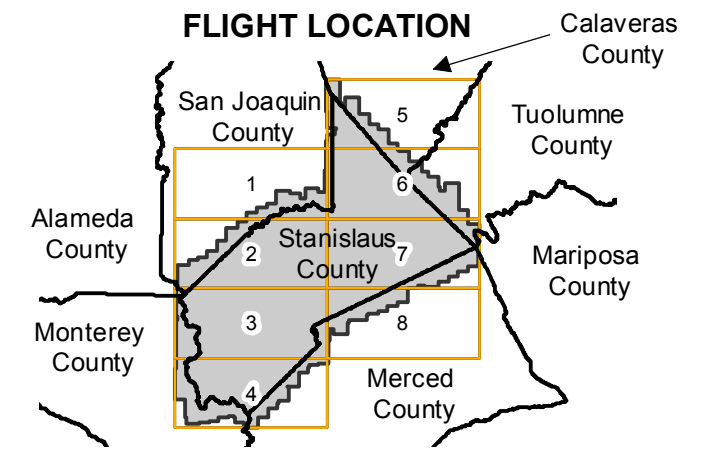 FLIGHT LOCATION
Calaveras
County
San Joaquin
County
5
Tuolumne
County
1
6
Alameda
County
2
Stanislaus
County
7
Mariposa
County
Monterey
County
3
8
4
Merced
County